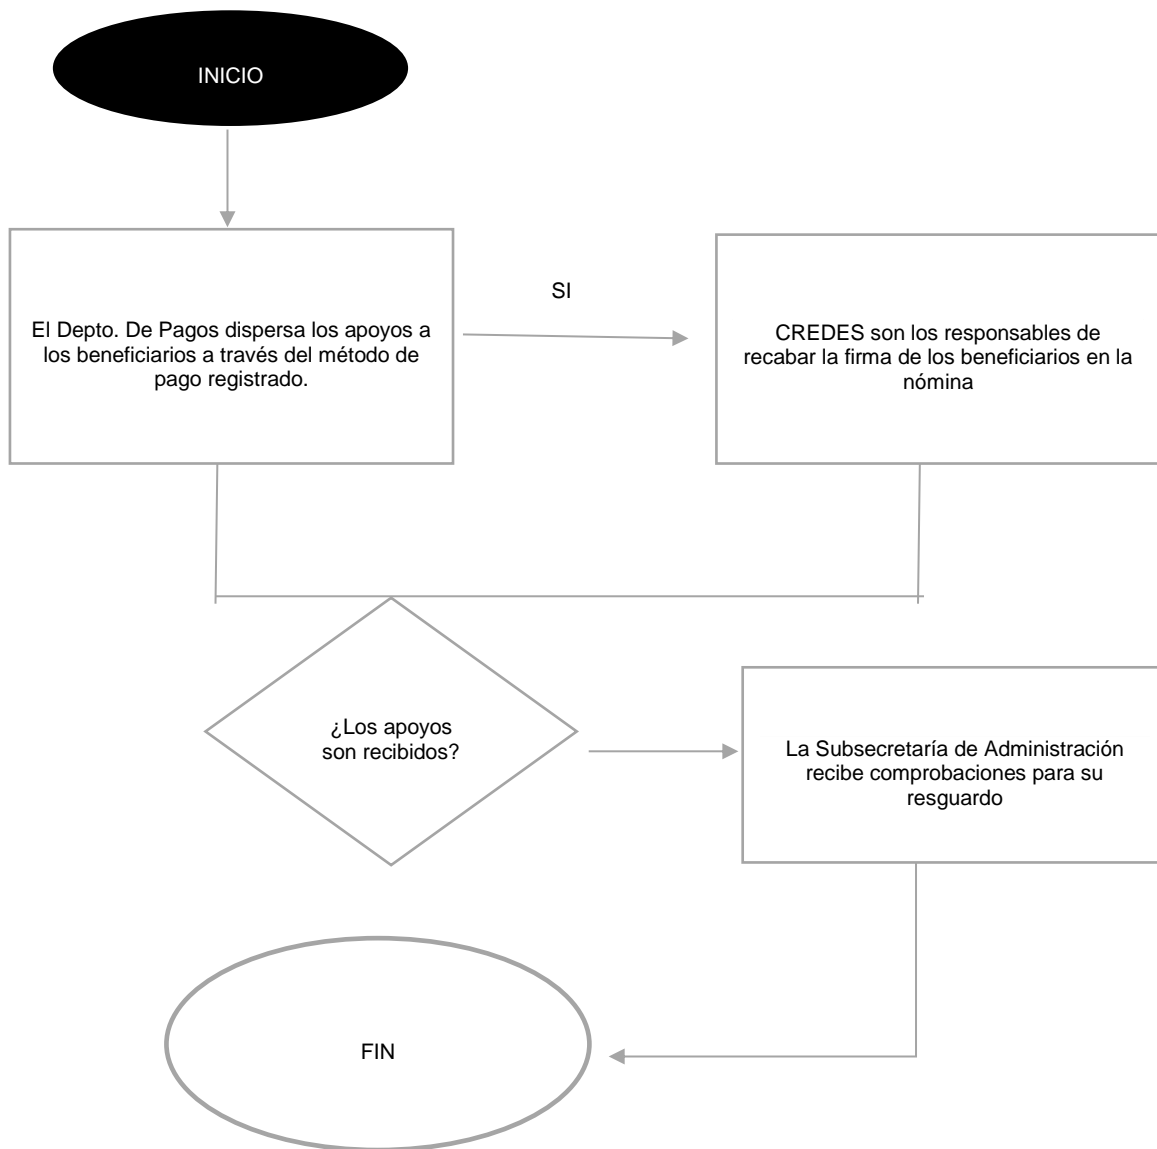 INICIO
El Depto. De Pagos dispersa los apoyos a
los beneficiarios a través del método de
pago registrado.
SI
CREDES son los responsables de
recabar la firma de los beneficiarios en la
nómina
¿Los apoyos
son recibidos?
La Subsecretaría de Administración
recibe comprobaciones para su
resguardo
FIN